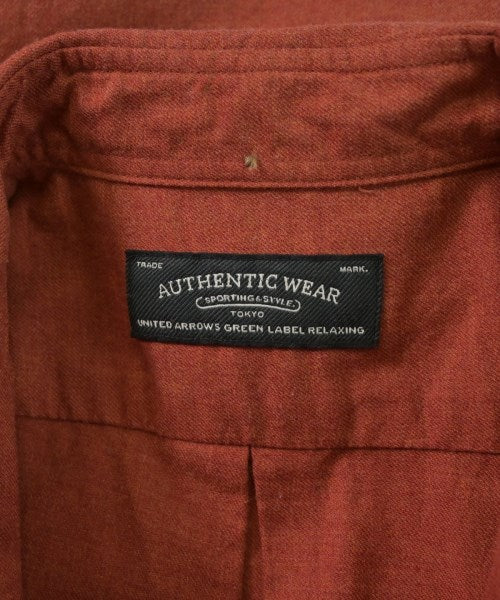 TRADE MARK.
AUTHENTIC WEAR
SPORTING & STYLE.
TOKYO
UNITED ARROWS GREEN LABEL RELAXING